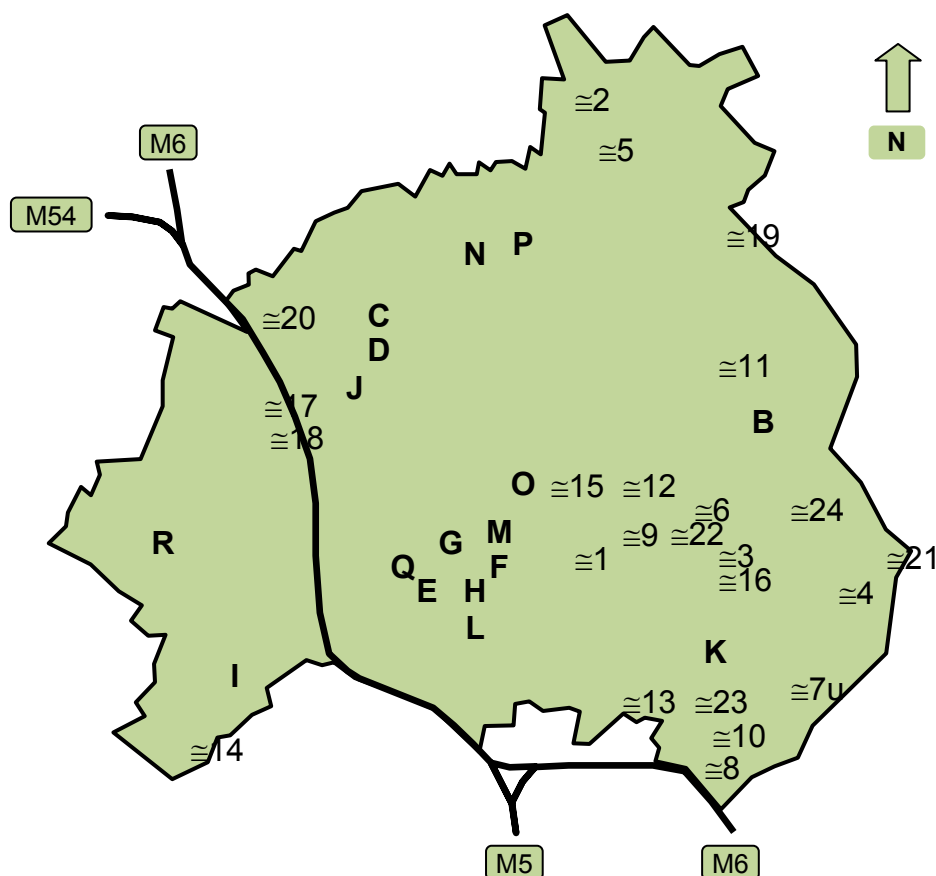 ≅2
M6
N
≅5
M54
≅19
P
N
C
≅20
D
≅11
J
≅17
B
≅18
O
≅15
≅12
≅6
≅24
M
≅9
≅22
G
≅1
≅3
≅21
Q
F
≅16
E
H
≅4
R
L
K
I
≅7u
≅13
≅23
≅10
≅14
≅8
M5
M6